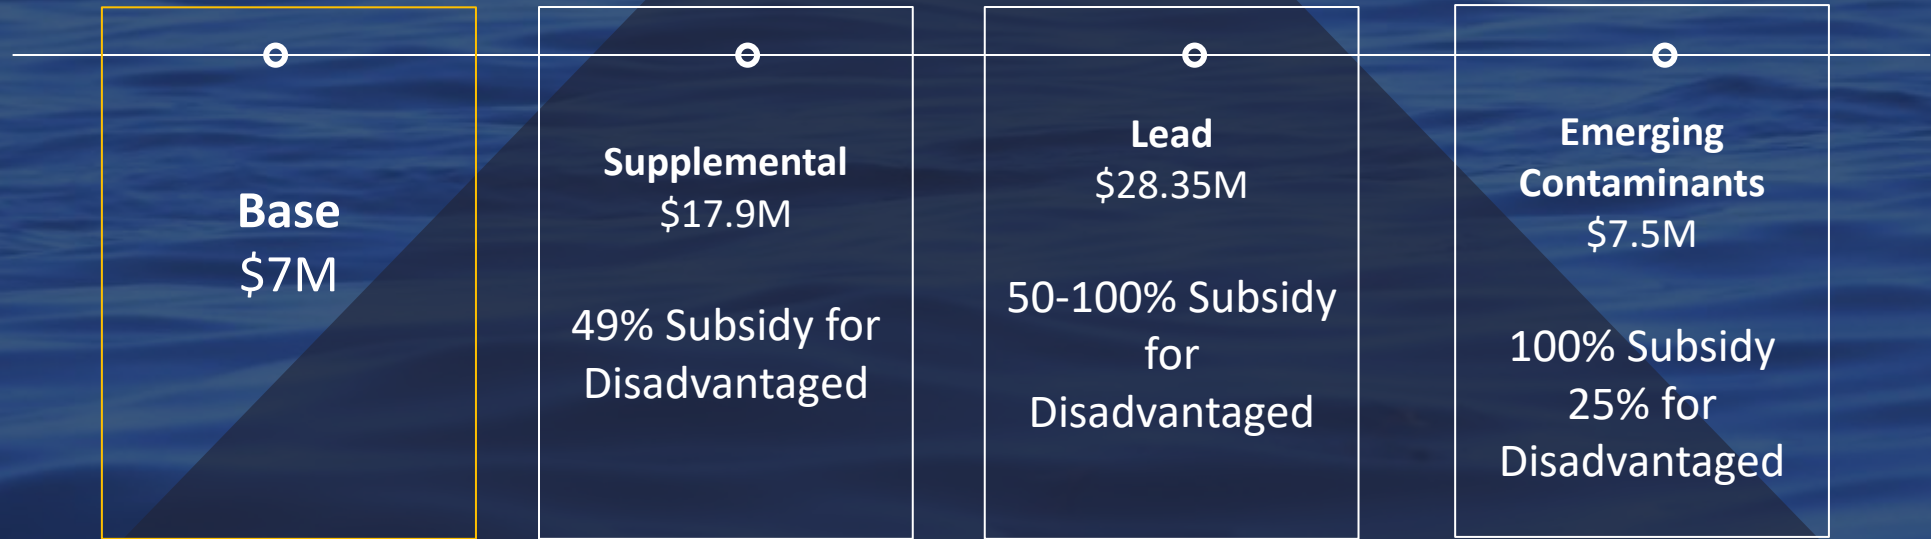 Base
$7M
Supplemental
$17.9M
49% Subsidy for
Disadvantaged
Lead
$28.35M
50-100% Subsidy
for
Disadvantaged
Emerging
Contaminants
$7.5M
100% Subsidy
25% for
Disadvantaged